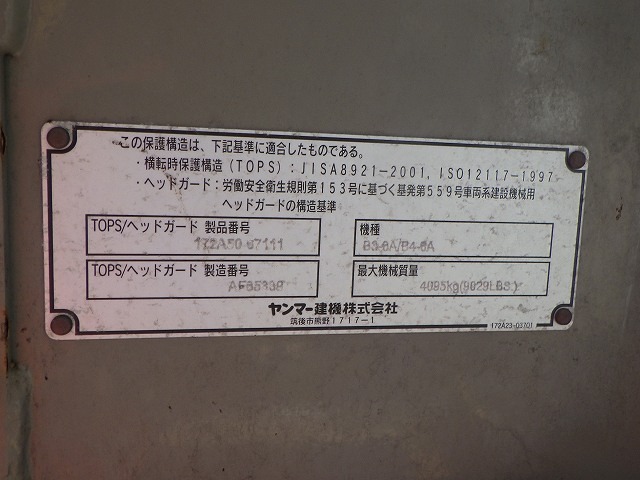 この保護構造は、下記基準に適合したものである。
・横転時保護構造（TOPS）：JISA8921-2001, ISO12117-1997
・ヘッドガード：労働安全衛生規則第153号に基づく基発第559号車両系建設機械用
ヘッドガードの構造基準
TOPS/ヘッドガード 製品番号
172A50-67111
機種
B3-6A/B4-6A
TOPS/ヘッドガード 製造番号
最大機械質量
4095kg(9029LBS.)
ヤンマー建機株式会社
筑後市熊野1717-1
172A23-03701